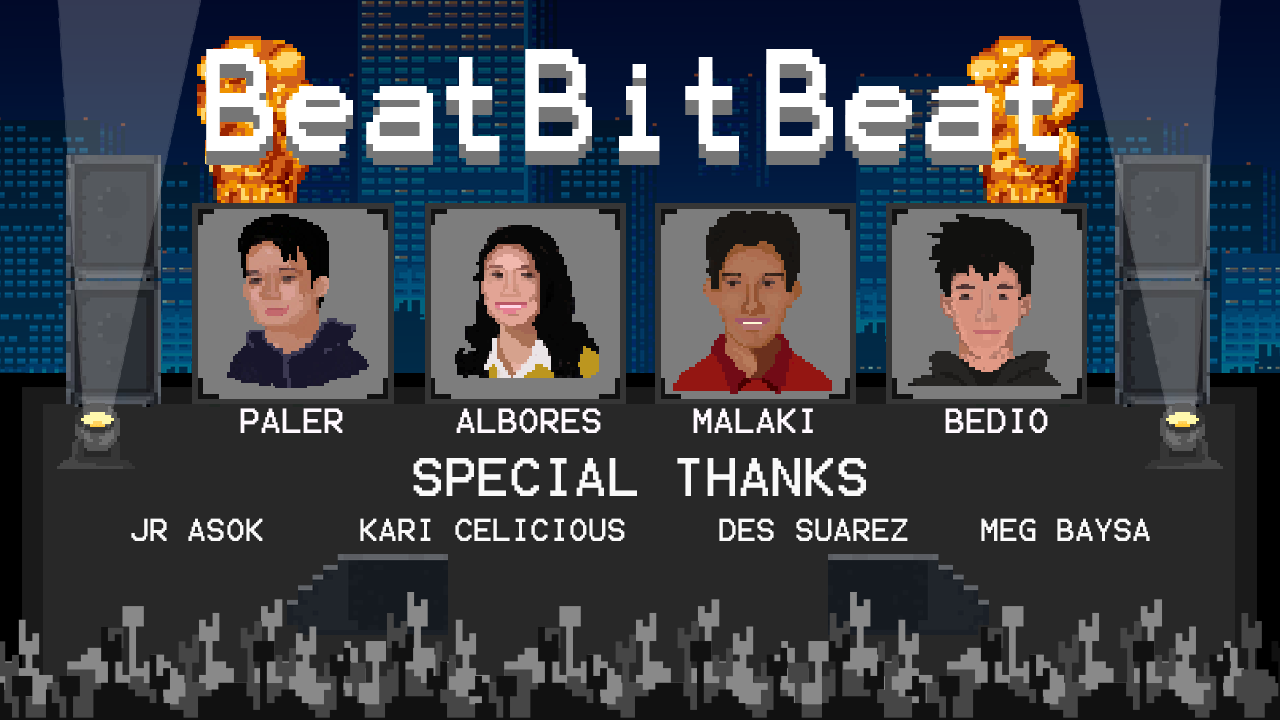 BeatBitBeat
PALER ALBORES MALAKI BEDIO
SPECIAL THANKS
JR ASOK KARI CELICIOUS DES SUAREZ MEG BAYSA